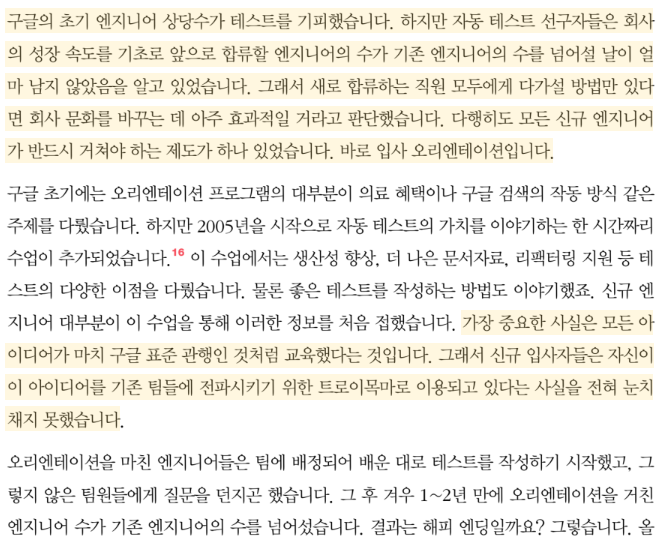 구글의 초기 엔지니어 상당수가 테스트를 기피했습니다. 하지만 자동 테스트 선구자들은 회사
의 성장 속도를 기초로 앞으로 합류할 엔지니어의 수가 기존 엔지니어의 수를 넘어설 날이 얼
마 남지 않았음을 알고 있었습니다. 그래서 새로 합류하는 직원 모두에게 다가설 방법만 있다
면 회사 문화를 바꾸는 데 아주 효과적일 거라고 판단했습니다. 다행히도 모든 신규 엔지니어
가 반드시 거쳐야 하는 제도가 하나 있었습니다. 바로 입사 오리엔테이션입니다.
구글 초기에는 오리엔테이션 프로그램의 대부분이 의료 혜택이나 구글 검색의 작동 방식 같은
주제를 다뤘습니다. 하지만 2005년을 시작으로 자동 테스트의 가치를 이야기하는 한 시간짜리
수업이 추가되었습니다.16 이 수업에서는 생산성 향상, 더 나은 문서자료, 리팩터링 지원 등 테
스트의 다양한 이점을 다뤘습니다. 물론 좋은 테스트를 작성하는 방법도 이야기했죠. 신규 엔
지니어 대부분이 이 수업을 통해 이러한 정보를 처음 접했습니다. 가장 중요한 사실은 모든 아
이디어가 마치 구글 표준 관행인 것처럼 교육했다는 것입니다. 그래서 신규 입사자들은 자신이
이 아이디어를 기존 팀들에 전파시키기 위한 트로이목마로 이용되고 있다는 사실을 전혀 눈치
채지 못했습니다.
오리엔테이션을 마친 엔지니어들은 팀에 배정되어 배운 대로 테스트를 작성하기 시작했고, 그
렇지 않은 팀원들에게 질문을 던지곤 했습니다. 그 후 겨우 1~2년 만에 오리엔테이션을 거친
엔지니어 수가 기존 엔지니어의 수를 넘어섰습니다. 결과는 해피 엔딩일까요? 그렇습니다. 올